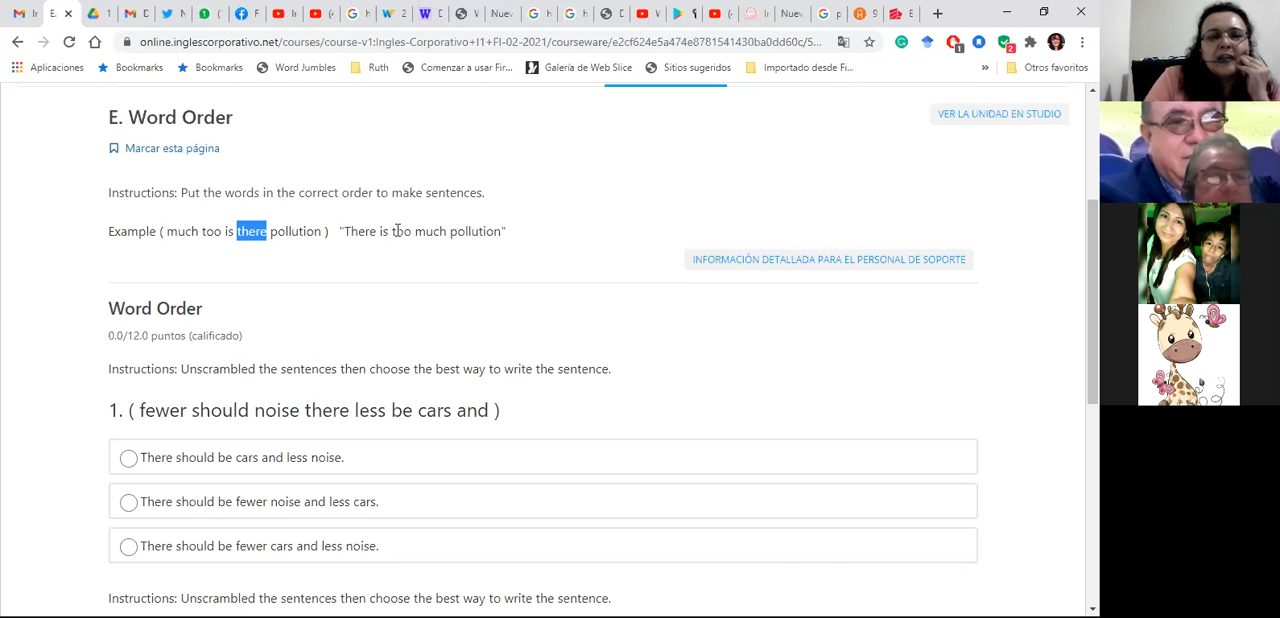 online.inglescorporativo.net/courses/course-v1:Ingles-Corporativo+I1+FI-02-2021/courseware/e2cf624e5a474e8781541430ba0dd60c/5...
Aplicaciones Bookmarks Bookmarks Word Jumbles Ruth Comenzar a usar Fir... Galería de Web Slice Sitios sugeridos Importado desde Fi... » Otros favoritos
E. Word Order
VER LA UNIDAD EN STUDIO
Marcar esta página
Instructions: Put the words in the correct order to make sentences.
Example ( much too is there pollution ) "There is too much pollution"
INFORMACIÓN DETALLADA PARA EL PERSONAL DE SOPORTE
Word Order
0.0/12.0 puntos (calificado)
Instructions: Unscrambled the sentences then choose the best way to write the sentence.
1. ( fewer should noise there less be cars and )
There should be cars and less noise.
There should be fewer noise and less cars.
There should be fewer cars and less noise.
Instructions: Unscrambled the sentences then choose the best way to write the sentence.